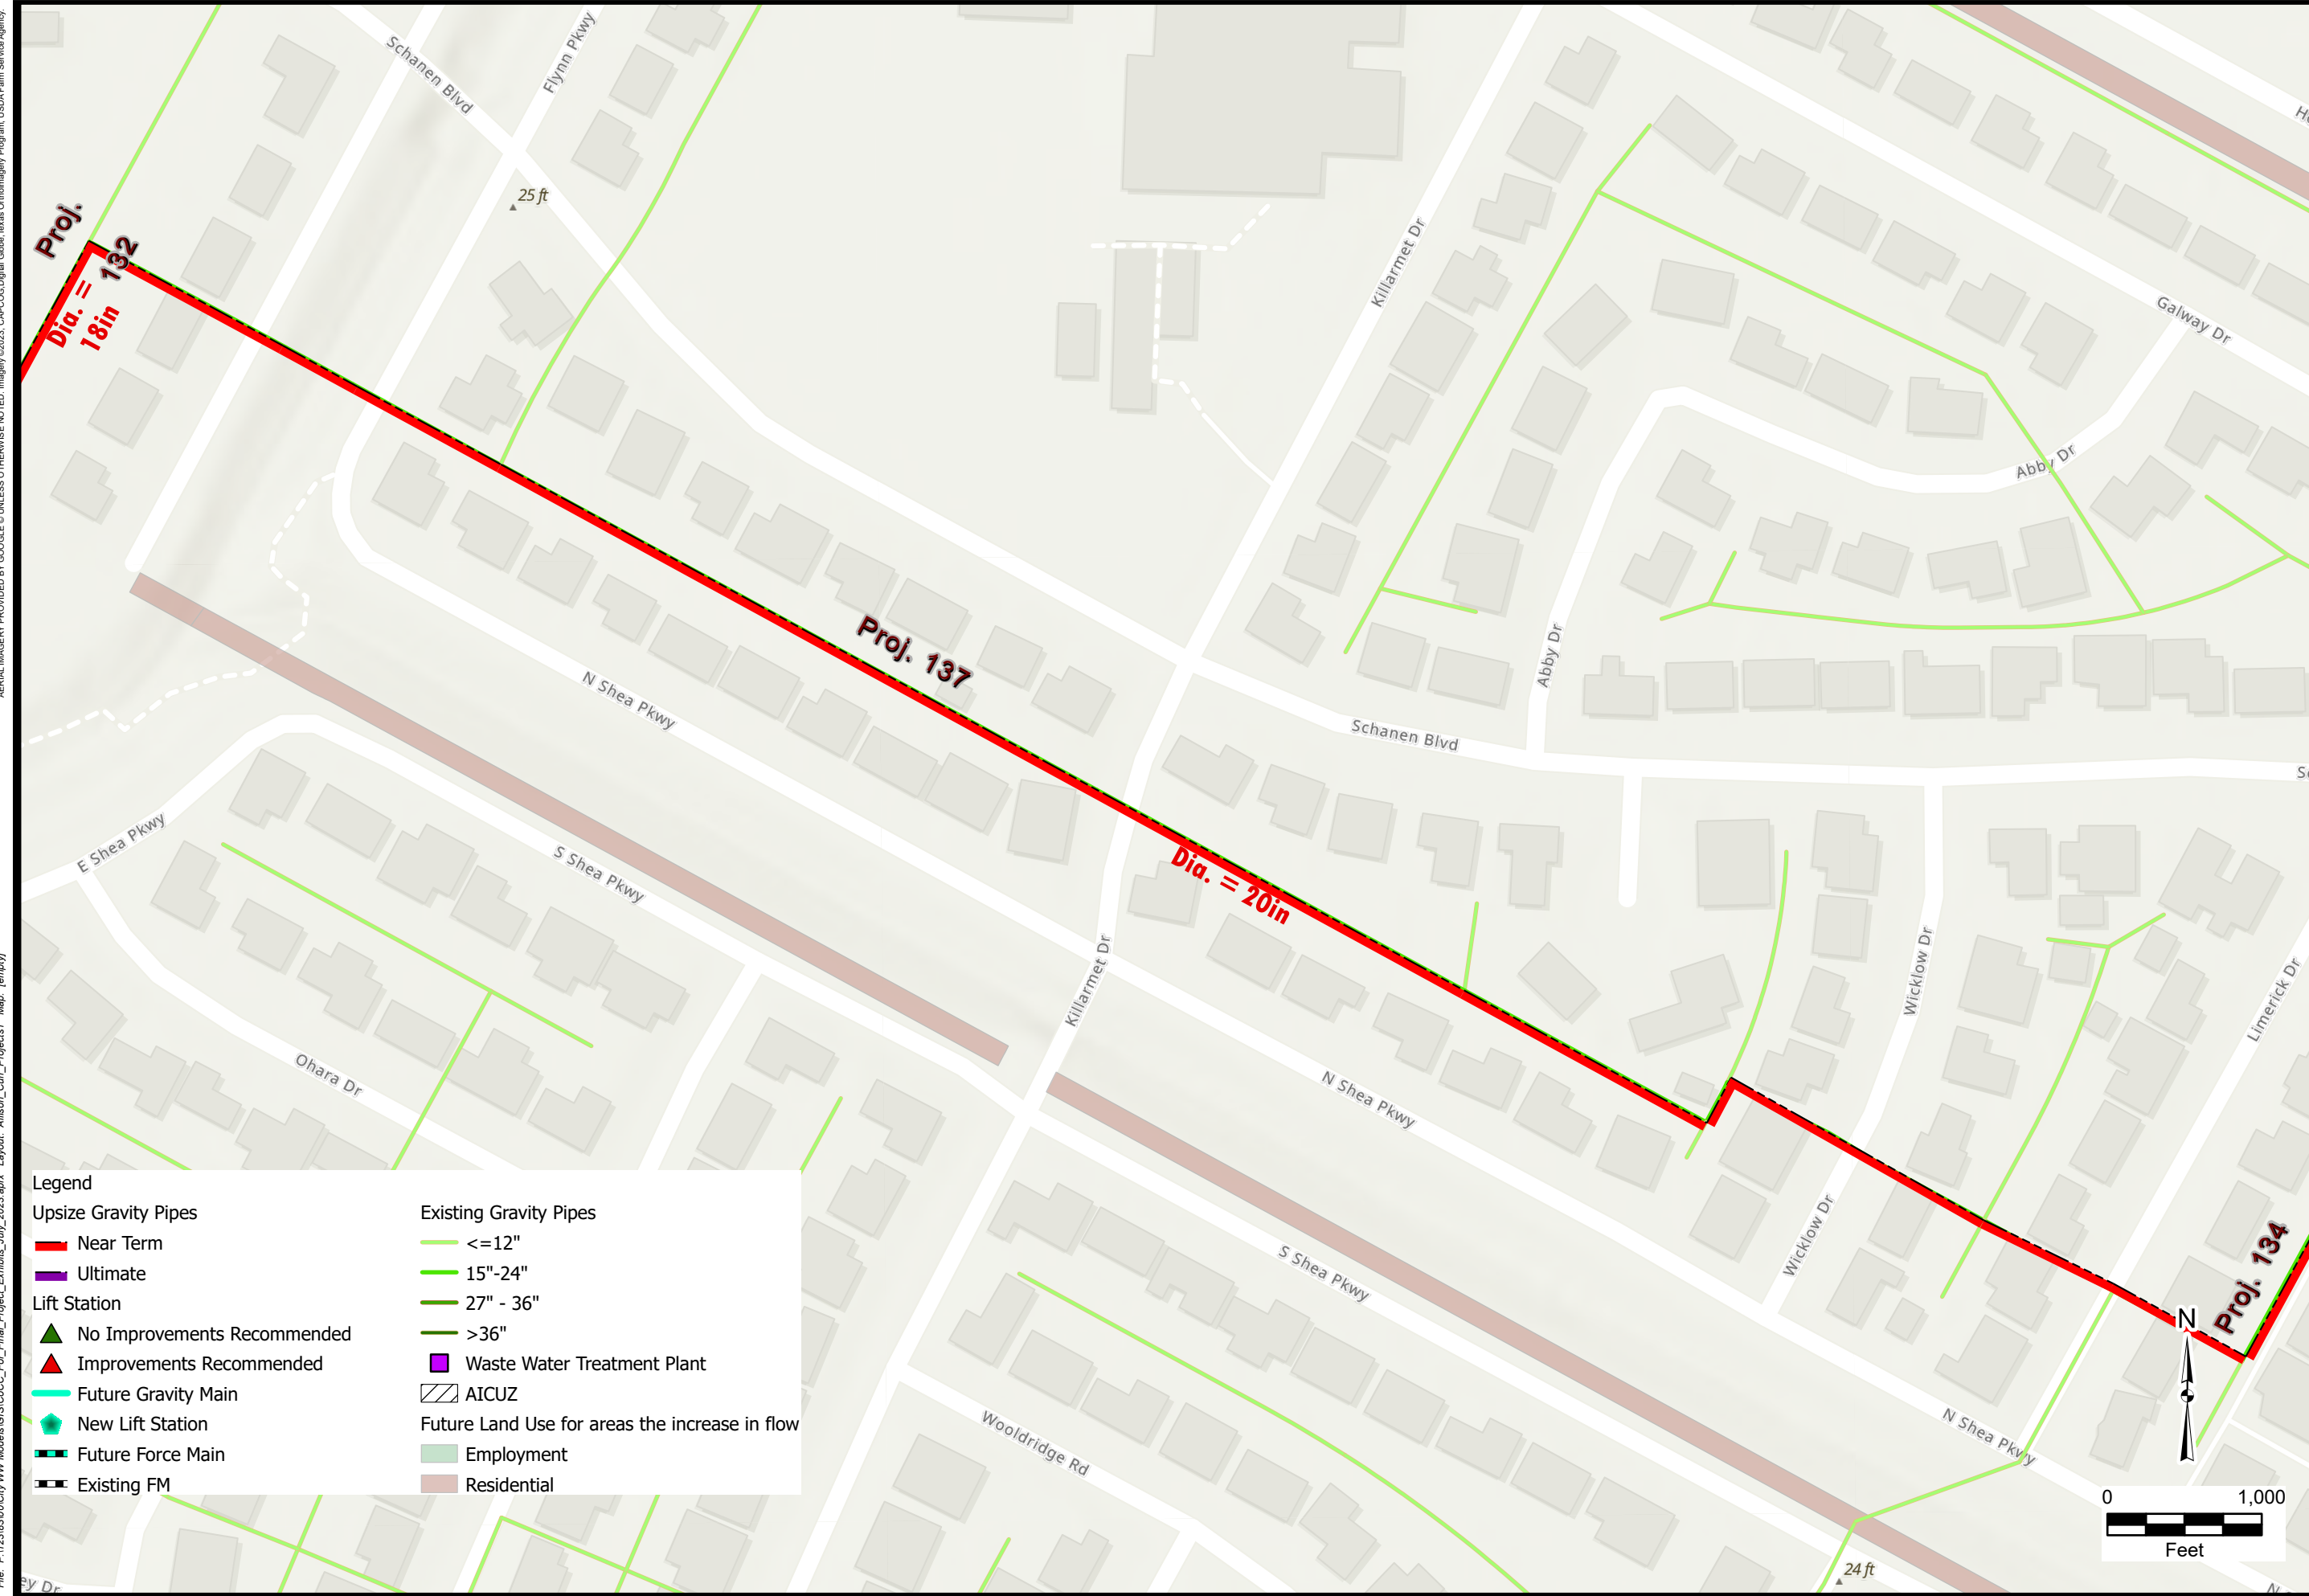 Schanen Blvd
Flynn Pkwy
25 ft
Proj.
132
Dia. =
18in
Killarmet Dr
Galway Dr
Abby Dr
Abby Dr
Proj. 137
N Shea Pkwy
Schanen Blvd
E Shea Pkwy
S Shea Pkwy
Dia. = 20in
Killarmet Dr
Wicklow Dr
Limerick Dr
Ohara Dr
N Shea Pkwy
Wicklow Dr
S Shea Pkwy
Proj. 134
N
Wooldridge Rd
N Shea Pkwy
24 ft
Legend
Upsize Gravity Pipes
Near Term
Ultimate
Lift Station
No Improvements Recommended
Improvements Recommended
Future Gravity Main
New Lift Station
Future Force Main
Existing FM
Existing Gravity Pipes
<=12"
15"-24"
27" - 36"
>36"
Waste Water Treatment Plant
AICUZ
Future Land Use for areas the increase in flow
Employment
Residential
0 1,000
Feet